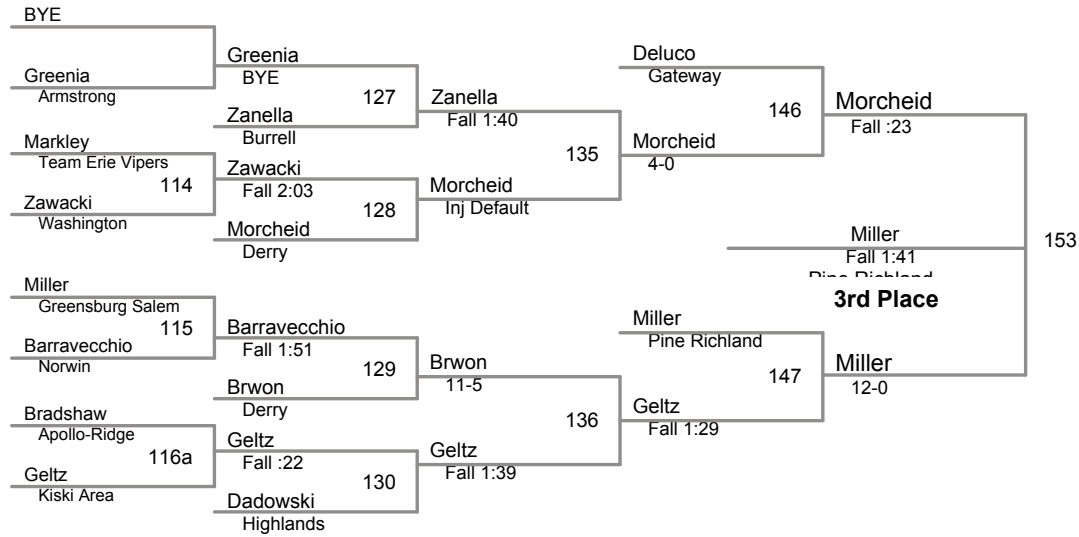 BYE
Greenia
Armstrong
Markley
Team Erie Vipers
114
Zawacki
Washington
Miller
Greensburg Salem
115
Barravecchio
Norwin
Bradshaw
Apollo-Ridge
116a
Geltz
Kiski Area
Greenia
BYE
127
Zanella
Burrell
Zawacki
Fall 2:03
128
Morcheid
Derry
Barravecchio
Fall 1:51
129
Brwon
Derry
Geltz
Fall :22
130
Dadowski
Highlands
Zanella
Fall 1:40
135
Morcheid
Inj Default
Brwon
11-5
136
Geltz
Fall 1:39
Deluco
Gateway
146
Morcheid
4-0
Miller
Pine Richland
147
Geltz
Fall 1:29
Morcheid
Fall :23
Miller
Fall 1:41
Pine Richland
153
3rd Place
Miller
12-0